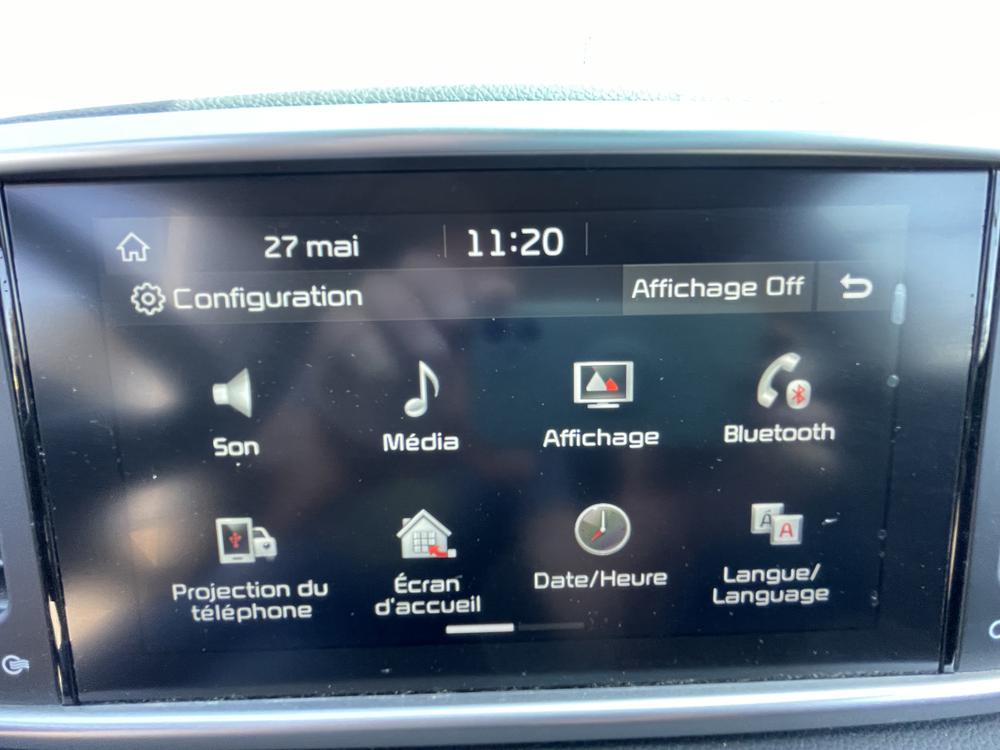 27 mai 11:20
Configuration Affichage Off
Son Média Affichage Bluetooth
Projection du
téléphone
Écran
d'accueil
Date/Heure
Langue/
Language